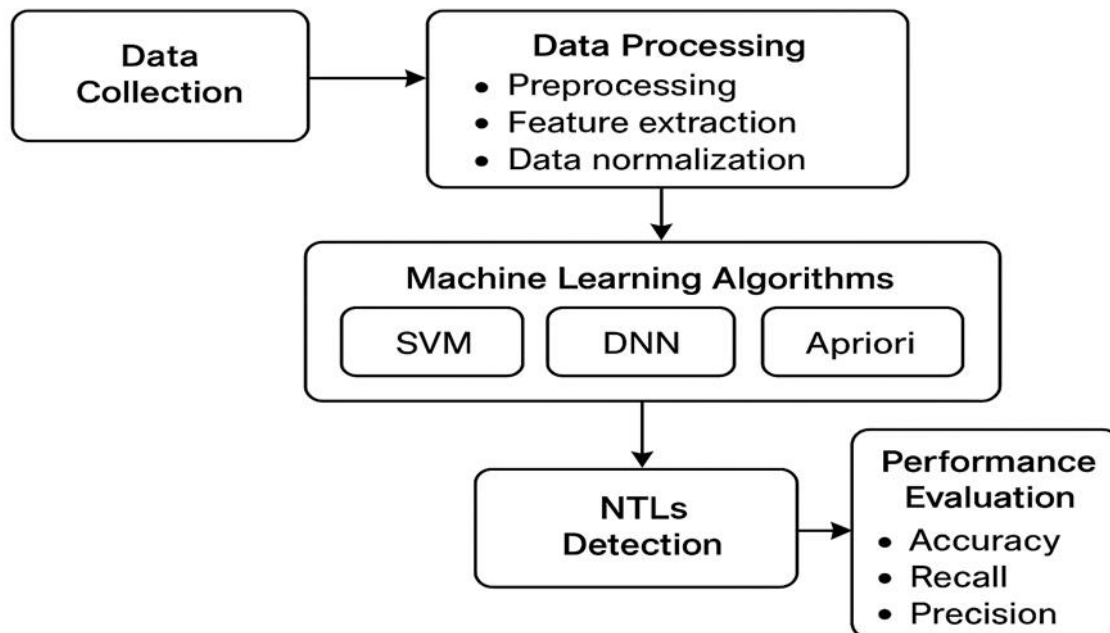 Data
Collection
Data Processing
• Preprocessing
• Feature extraction
• Data normalization
Machine Learning Algorithms
SVM
DNN
Apriori
NTLs
Detection
Performance
Evaluation
• Accuracy
• Recall
• Precision